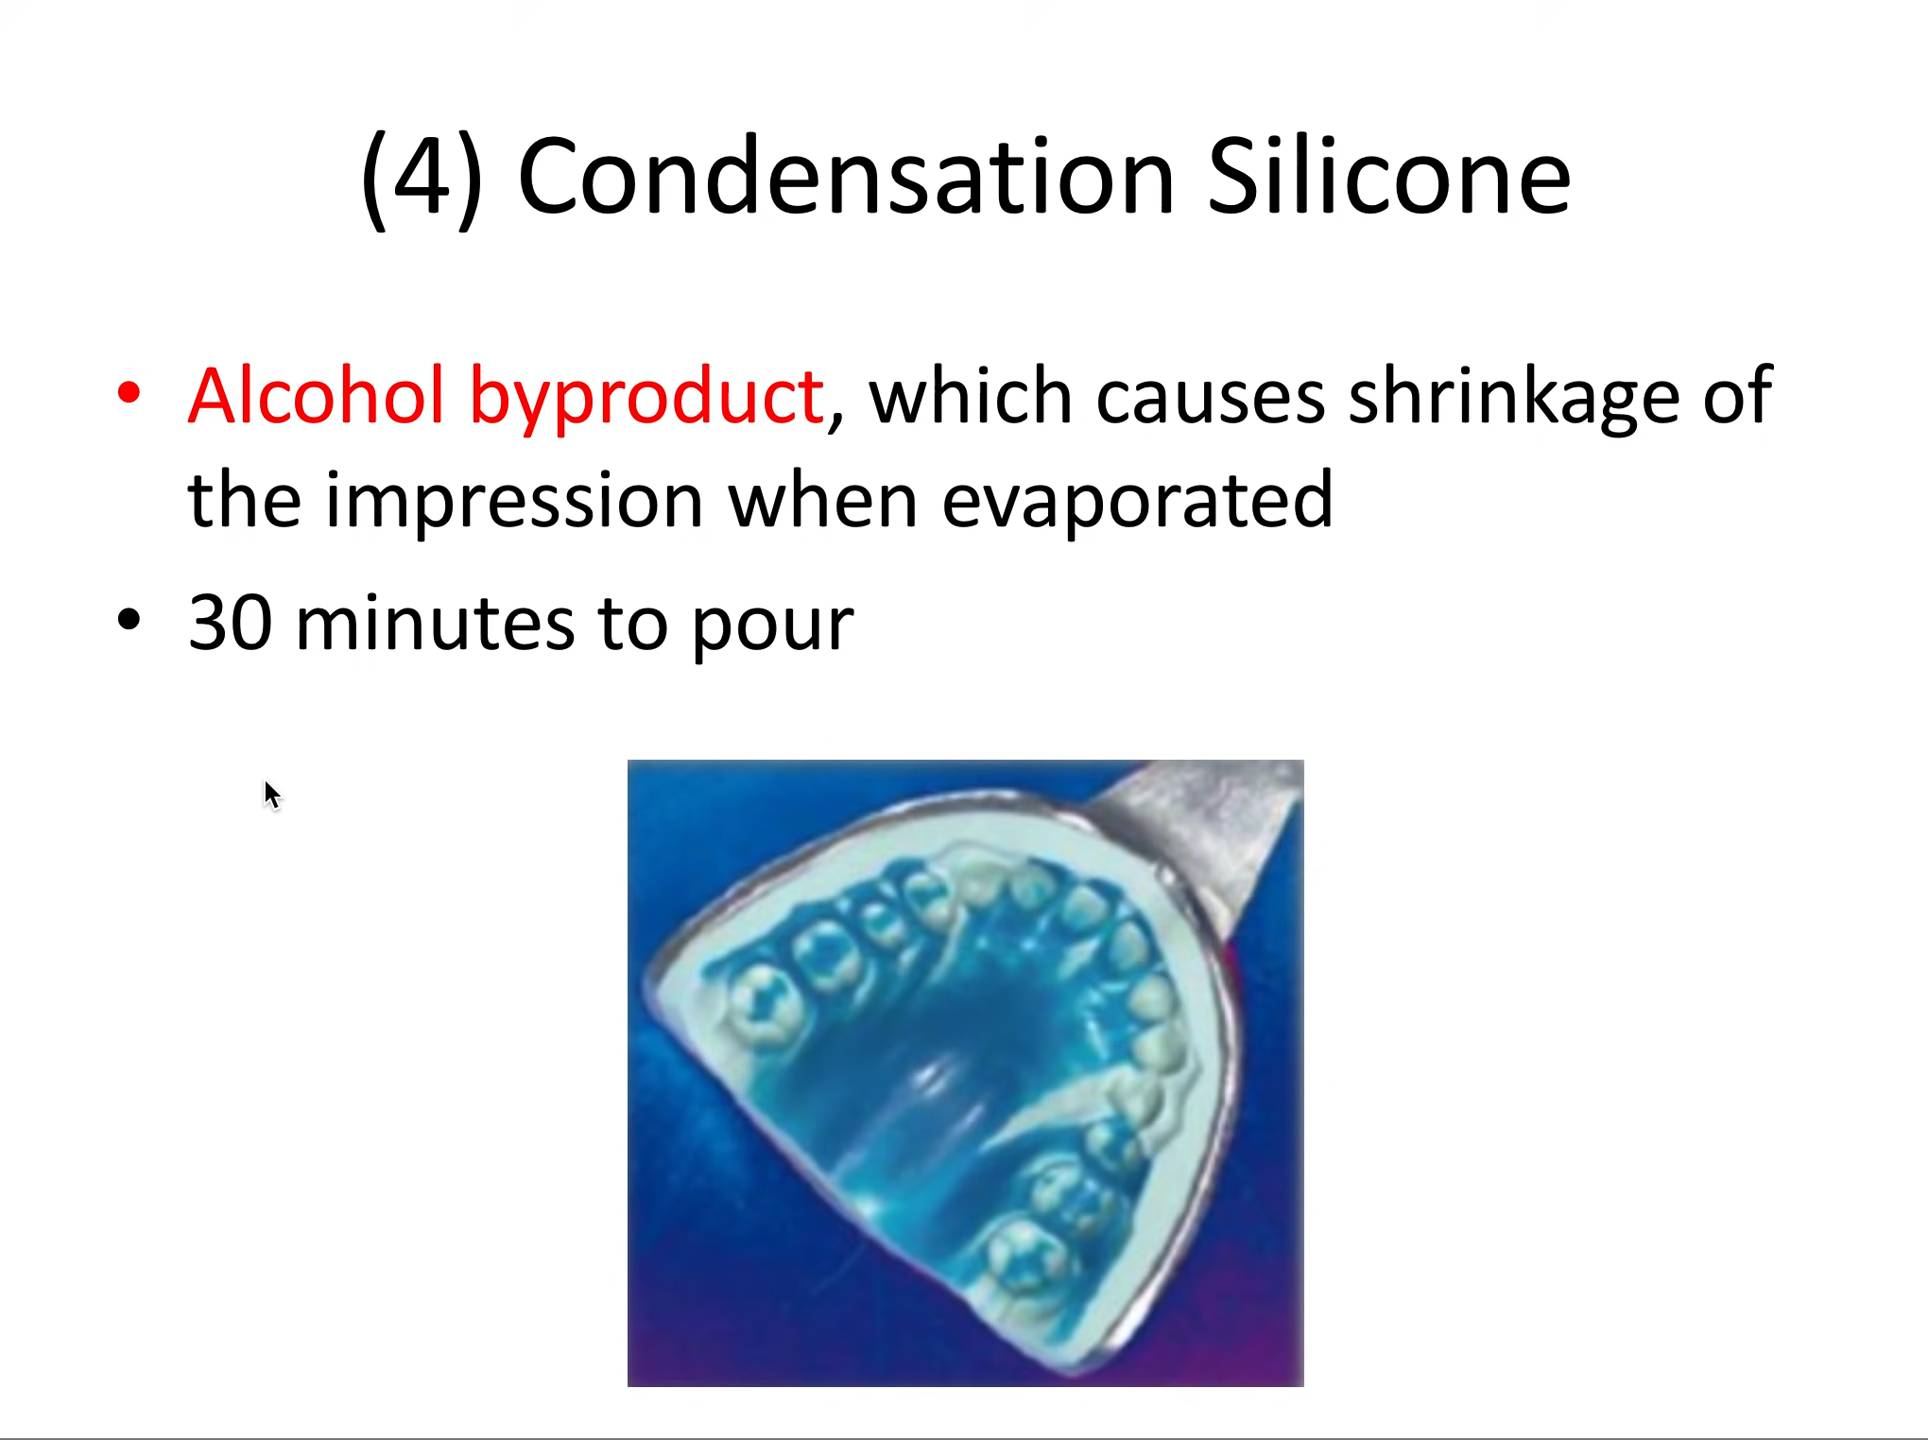 (4) Condensation Silicone
• Alcohol byproduct, which causes shrinkage of
the impression when evaporated
• 30 minutes to pour